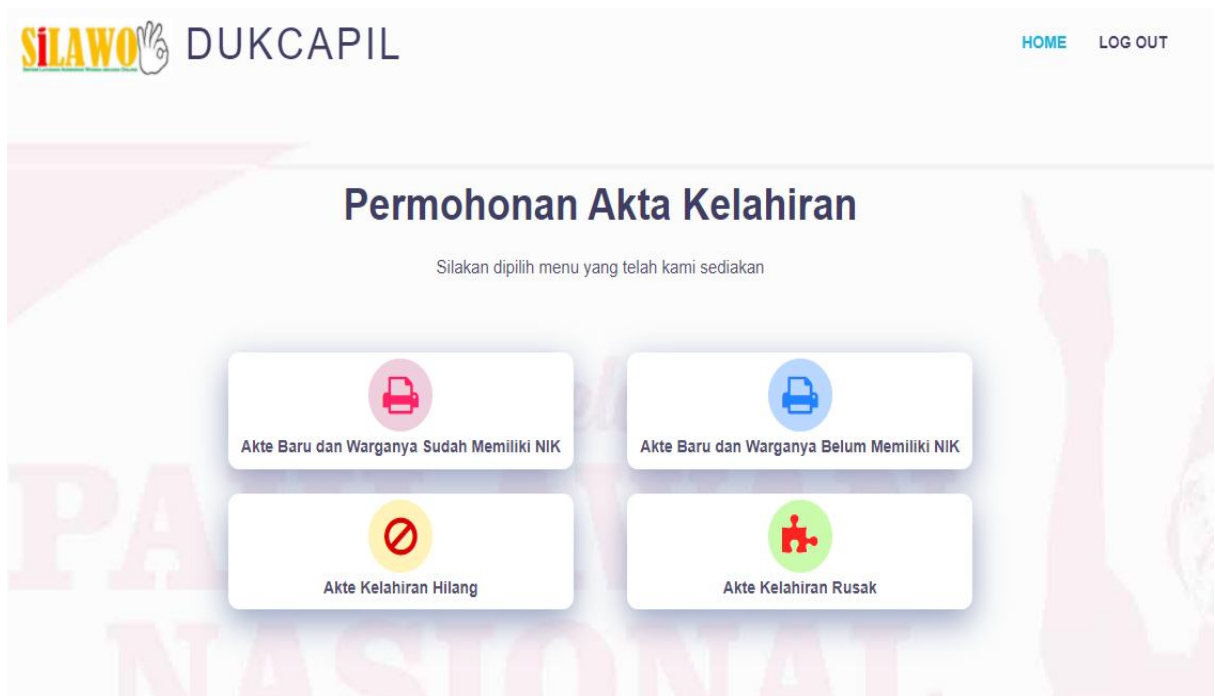 SiLAWO DUKCAPIL
HOME LOG OUT
Permohonan Akta Kelahiran
Silakan dipilih menu yang telah kami sediakan
Akte Baru dan Warganya Sudah Memiliki NIK
Akte Baru dan Warganya Belum Memiliki NIK
Akte Kelahiran Hilang
Akte Kelahiran Rusak
NASIONAL